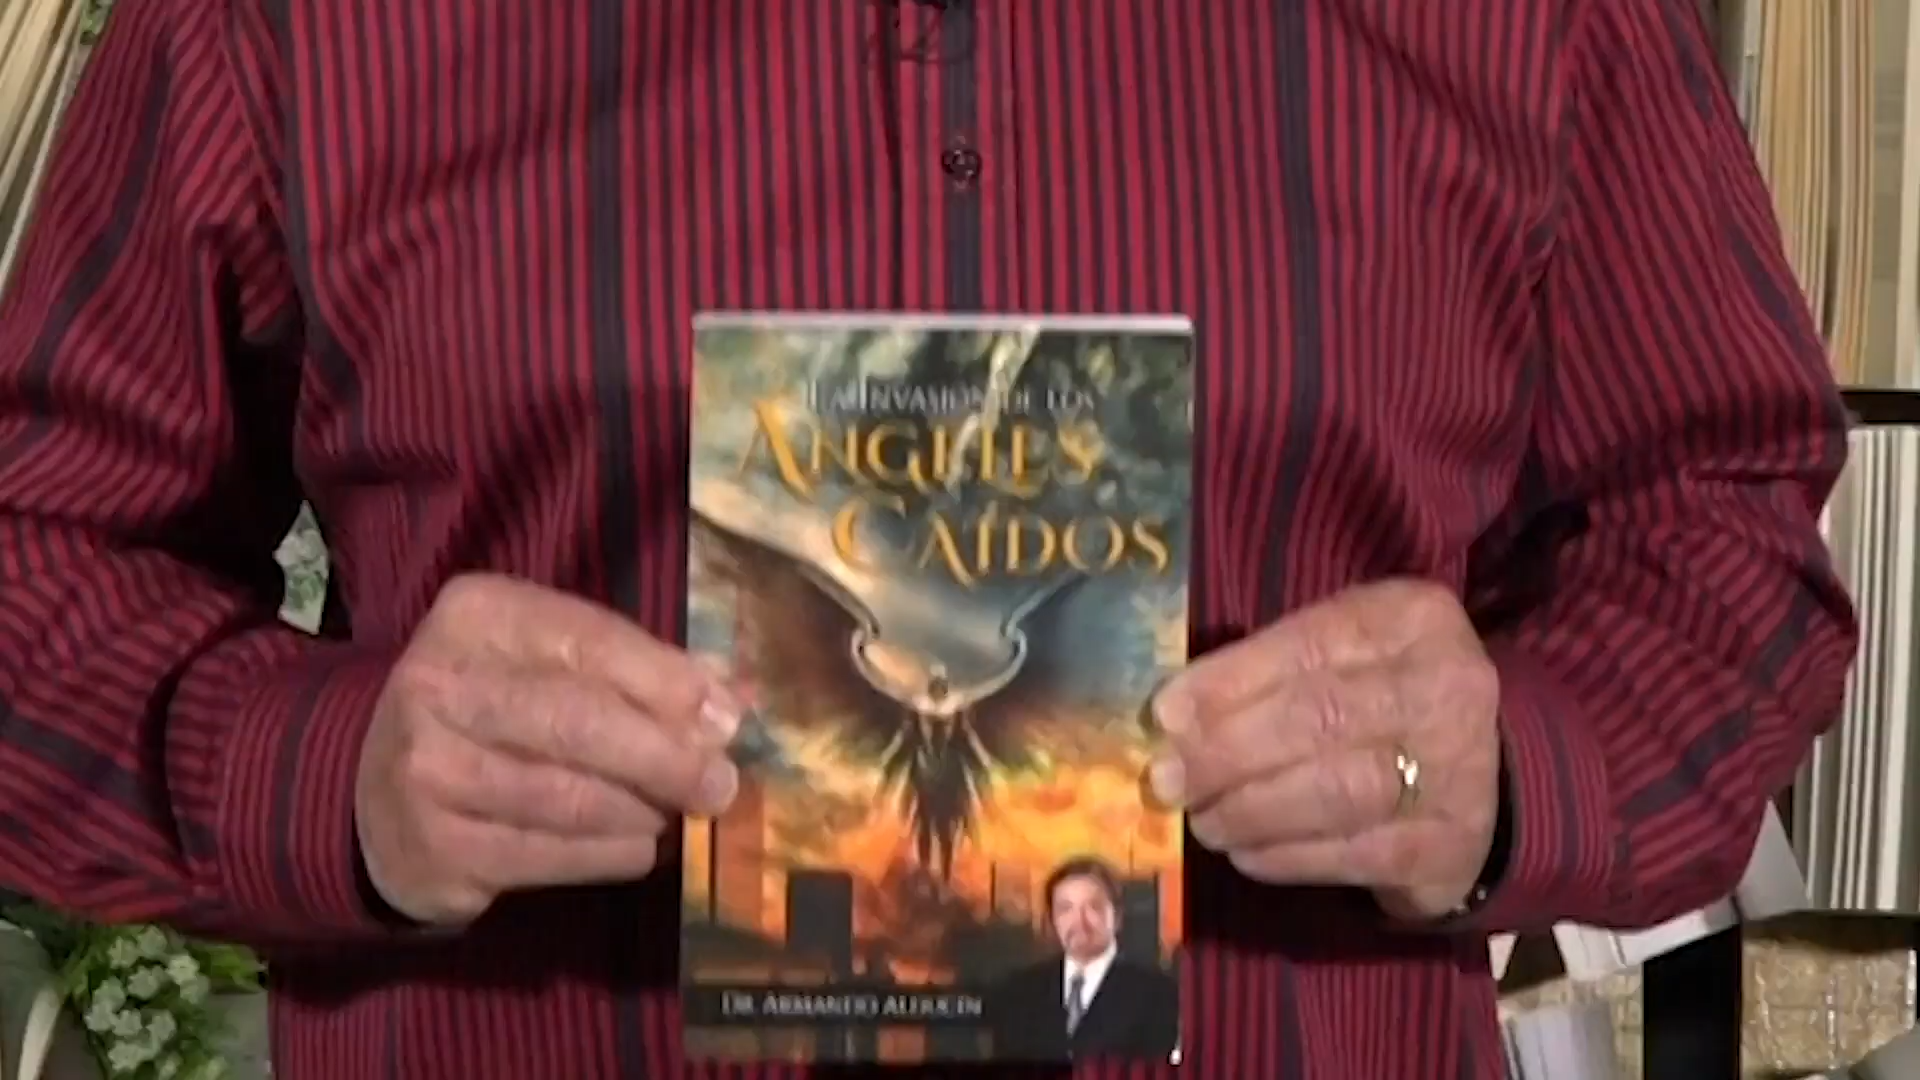 LA INVASIÓN DE LOS
ANGELES
CAÍDOS
DR. ARMANDO ALDUCIN